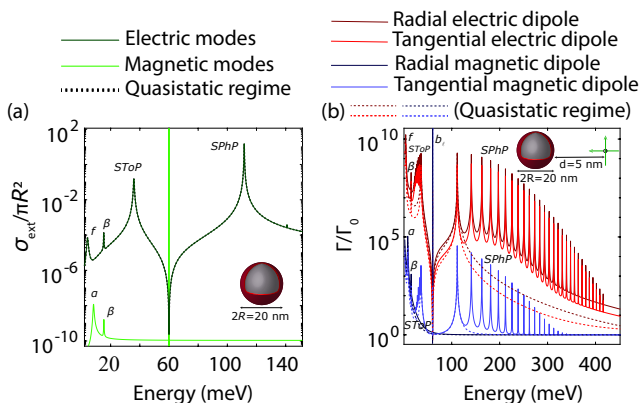 Electric modes
Magnetic modes
Quasistatic regime
Radial electric dipole
Tangential electric dipole
Radial magnetic dipole
Tangential magnetic dipole
(Quasistatic regime)
(a)
σext/πR²
10²
10⁻²
10⁻⁶
10⁻¹⁰
f
β
SToP
SPhP
a
β
2R=20 nm
20 60 100 150
Energy (meV)
(b)
Γ/Γ₀
10¹⁰
10⁵
10⁰
f
SToP
β
SPhP
d=5 nm
2R=20 nm
a
β
SPhP
SToP
0 100 200 300 400
Energy (meV)